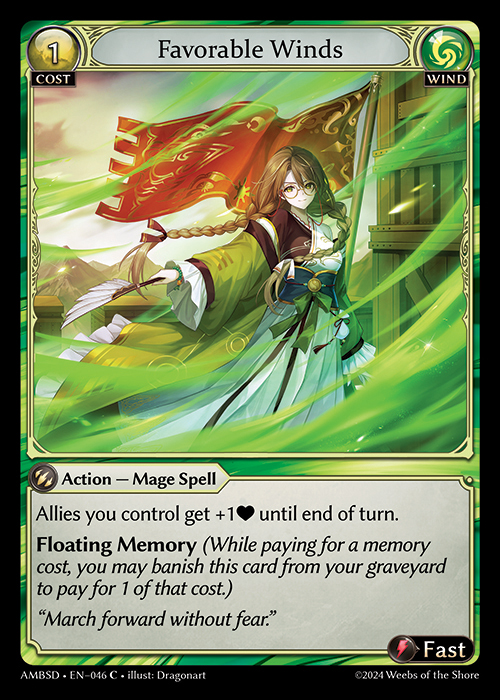 1
Favorable Winds
COST
WIND
Action — Mage Spell
Allies you control get +1♥ until end of turn.
Floating Memory (While paying for a memory
cost, you may banish this card from your graveyard
to pay for 1 of that cost.)
“March forward without fear.”
Fast
AMBSD • EN-046 C • illust: Dragonart
©2024 Weebs of the Shore